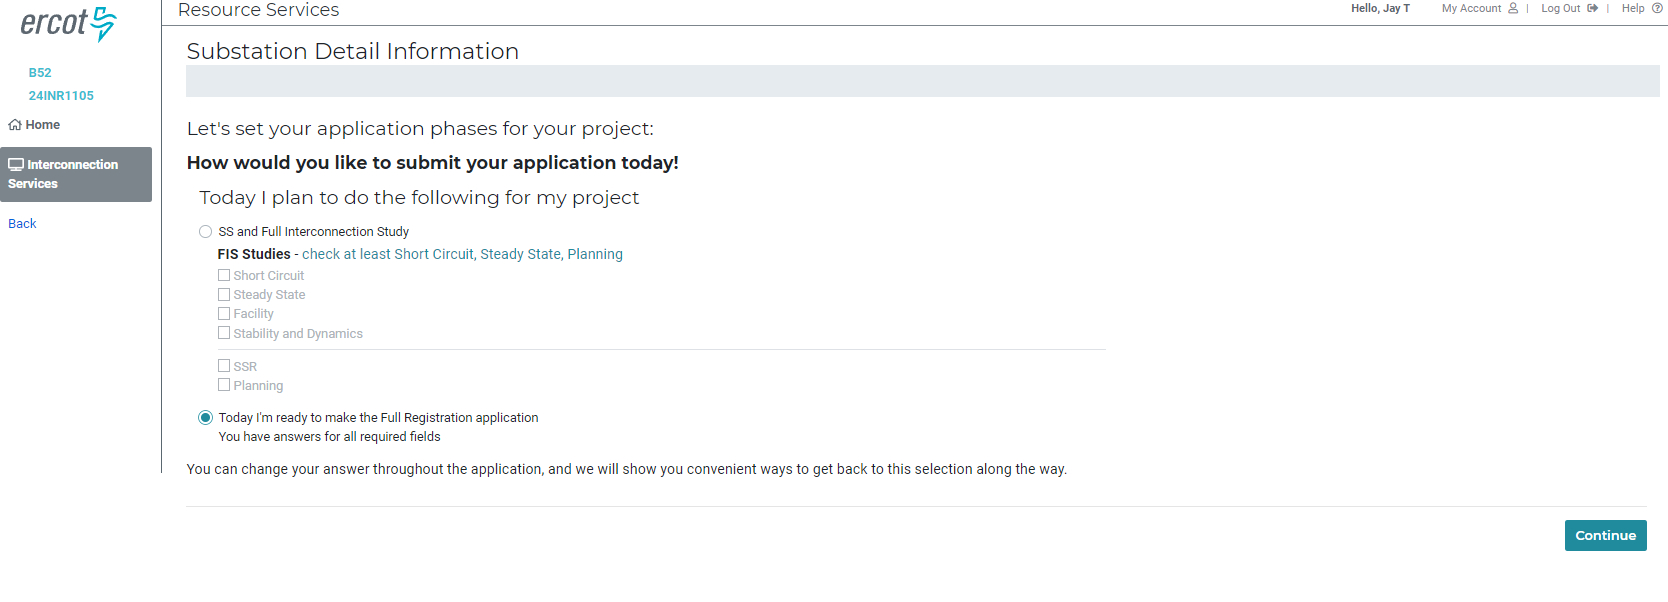 ercot
Resource Services
Hello, Jay T
My Account
Log Out
Help
B52
24INR1105
Home
Interconnection
Services
Back
Substation Detail Information
Let's set your application phases for your project:
How would you like to submit your application today!
Today I plan to do the following for my project
SS and Full Interconnection Study
FIS Studies - check at least Short Circuit, Steady State, Planning
Short Circuit
Steady State
Facility
Stability and Dynamics
SSR
Planning
Today I'm ready to make the Full Registration application
You have answers for all required fields
You can change your answer throughout the application, and we will show you convenient ways to get back to this selection along the way.
Continue